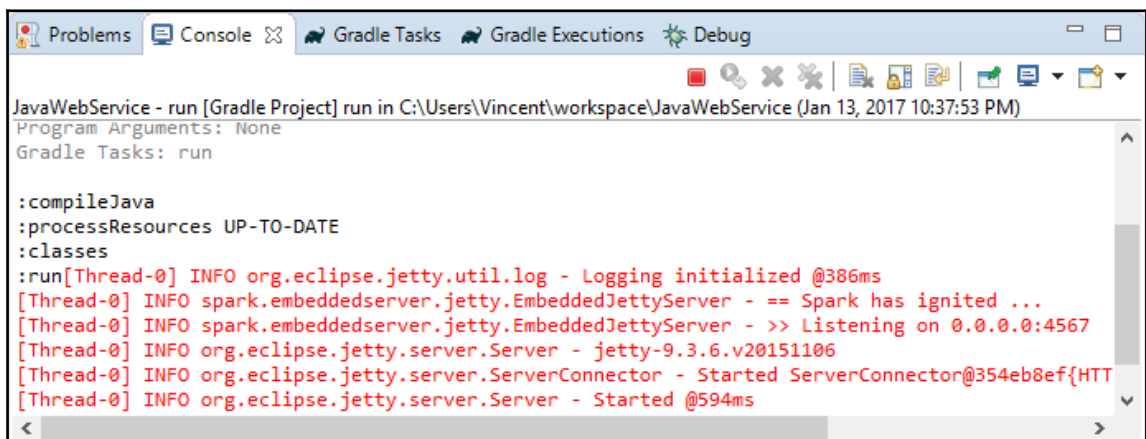 Problems Console Gradle Tasks Gradle Executions Debug
JavaWebService - run [Gradle Project] run in C:\Users\Vincent\workspace\JavaWebService (Jan 13, 2017 10:37:53 PM)
Program Arguments: None
Gradle Tasks: run
:compileJava
:processResources UP-TO-DATE
:classes
:run[Thread-0] INFO org.eclipse.jetty.util.log - Logging initialized @386ms
[Thread-0] INFO spark.embeddedserver.jetty.EmbeddedJettyServer - == Spark has ignited ...
[Thread-0] INFO spark.embeddedserver.jetty.EmbeddedJettyServer - >> Listening on 0.0.0.0:4567
[Thread-0] INFO org.eclipse.jetty.server.Server - jetty-9.3.6.v20151106
[Thread-0] INFO org.eclipse.jetty.server.ServerConnector - Started ServerConnector@354eb8ef{HTT
[Thread-0] INFO org.eclipse.jetty.server.Server - Started @594ms